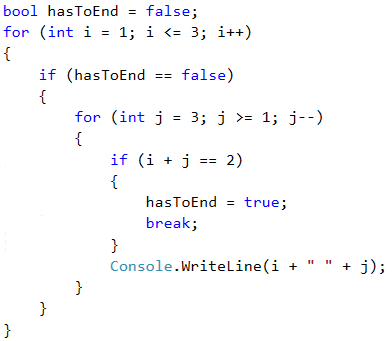 bool hasToEnd = false;
for (int i = 1; i <= 3; i++)
{
    if (hasToEnd == false)
    {
        for (int j = 3; j >= 1; j--)
        {
            if (i + j == 2)
            {
                hasToEnd = true;
                break;
            }
            Console.WriteLine(i + " " + j);
        }
    }
}